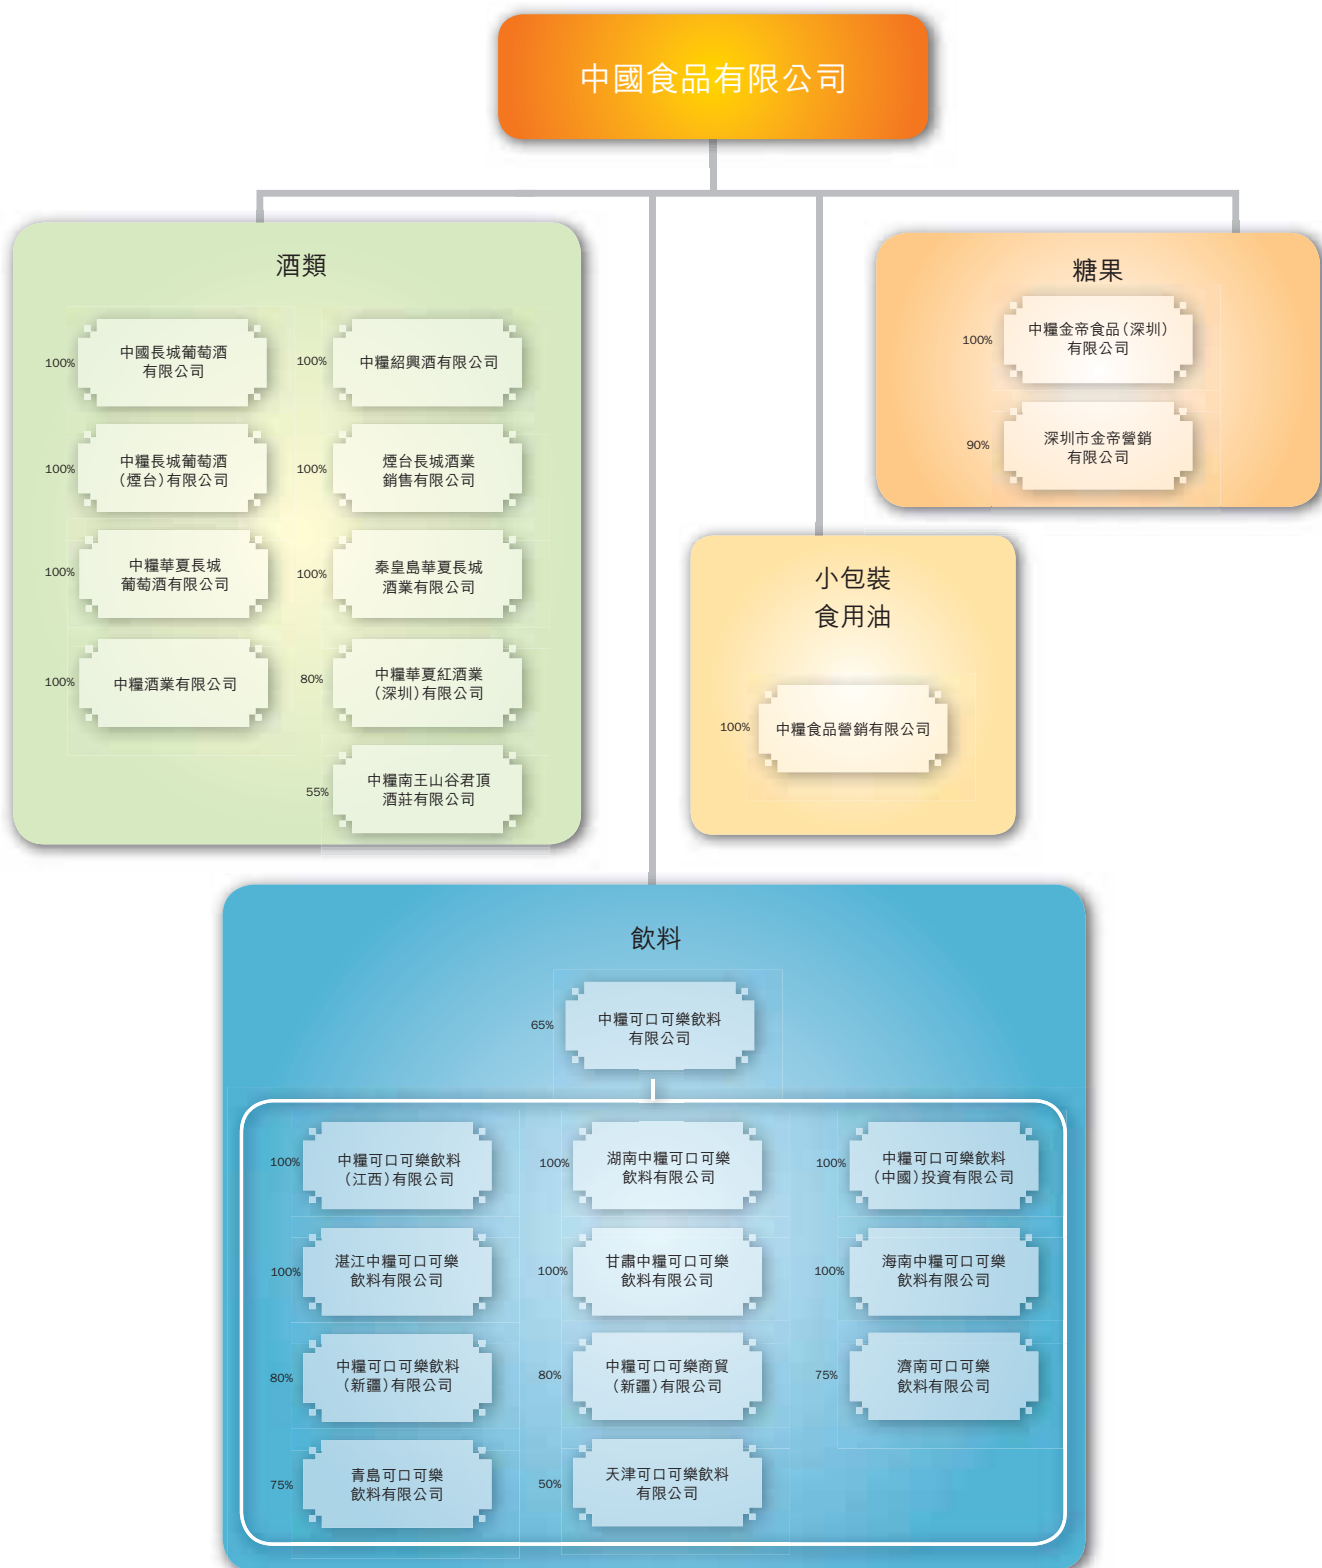 中國食品有限公司
酒類
100%
中國長城葡萄酒
有限公司
100%
中糧紹興酒有限公司
100%
中糧長城葡萄酒
（煙台）有限公司
100%
煙台長城酒業
銷售有限公司
100%
中糧華夏長城
葡萄酒有限公司
100%
秦皇島華夏長城
酒業有限公司
100%
中糧酒業有限公司
80%
中糧華夏紅酒業
（深圳）有限公司
55%
中糧南王山谷君頂
酒莊有限公司
糖果
100%
中糧金帝食品（深圳）
有限公司
90%
深圳市金帝營銷
有限公司
小包裝
食用油
100%
中糧食品營銷有限公司
飲料
65%
中糧可口可樂飲料
有限公司
100%
中糧可口可樂飲料
（江西）有限公司
100%
湖南中糧可口可樂
飲料有限公司
100%
中糧可口可樂飲料
（中國）投資有限公司
100%
湛江中糧可口可樂
飲料有限公司
100%
甘肅中糧可口可樂
飲料有限公司
100%
海南中糧可口可樂
飲料有限公司
80%
中糧可口可樂飲料
（新疆）有限公司
80%
中糧可口可樂商貿
（新疆）有限公司
75%
濟南可口可樂
飲料有限公司
75%
青島可口可樂
飲料有限公司
50%
天津可口可樂飲料
有限公司